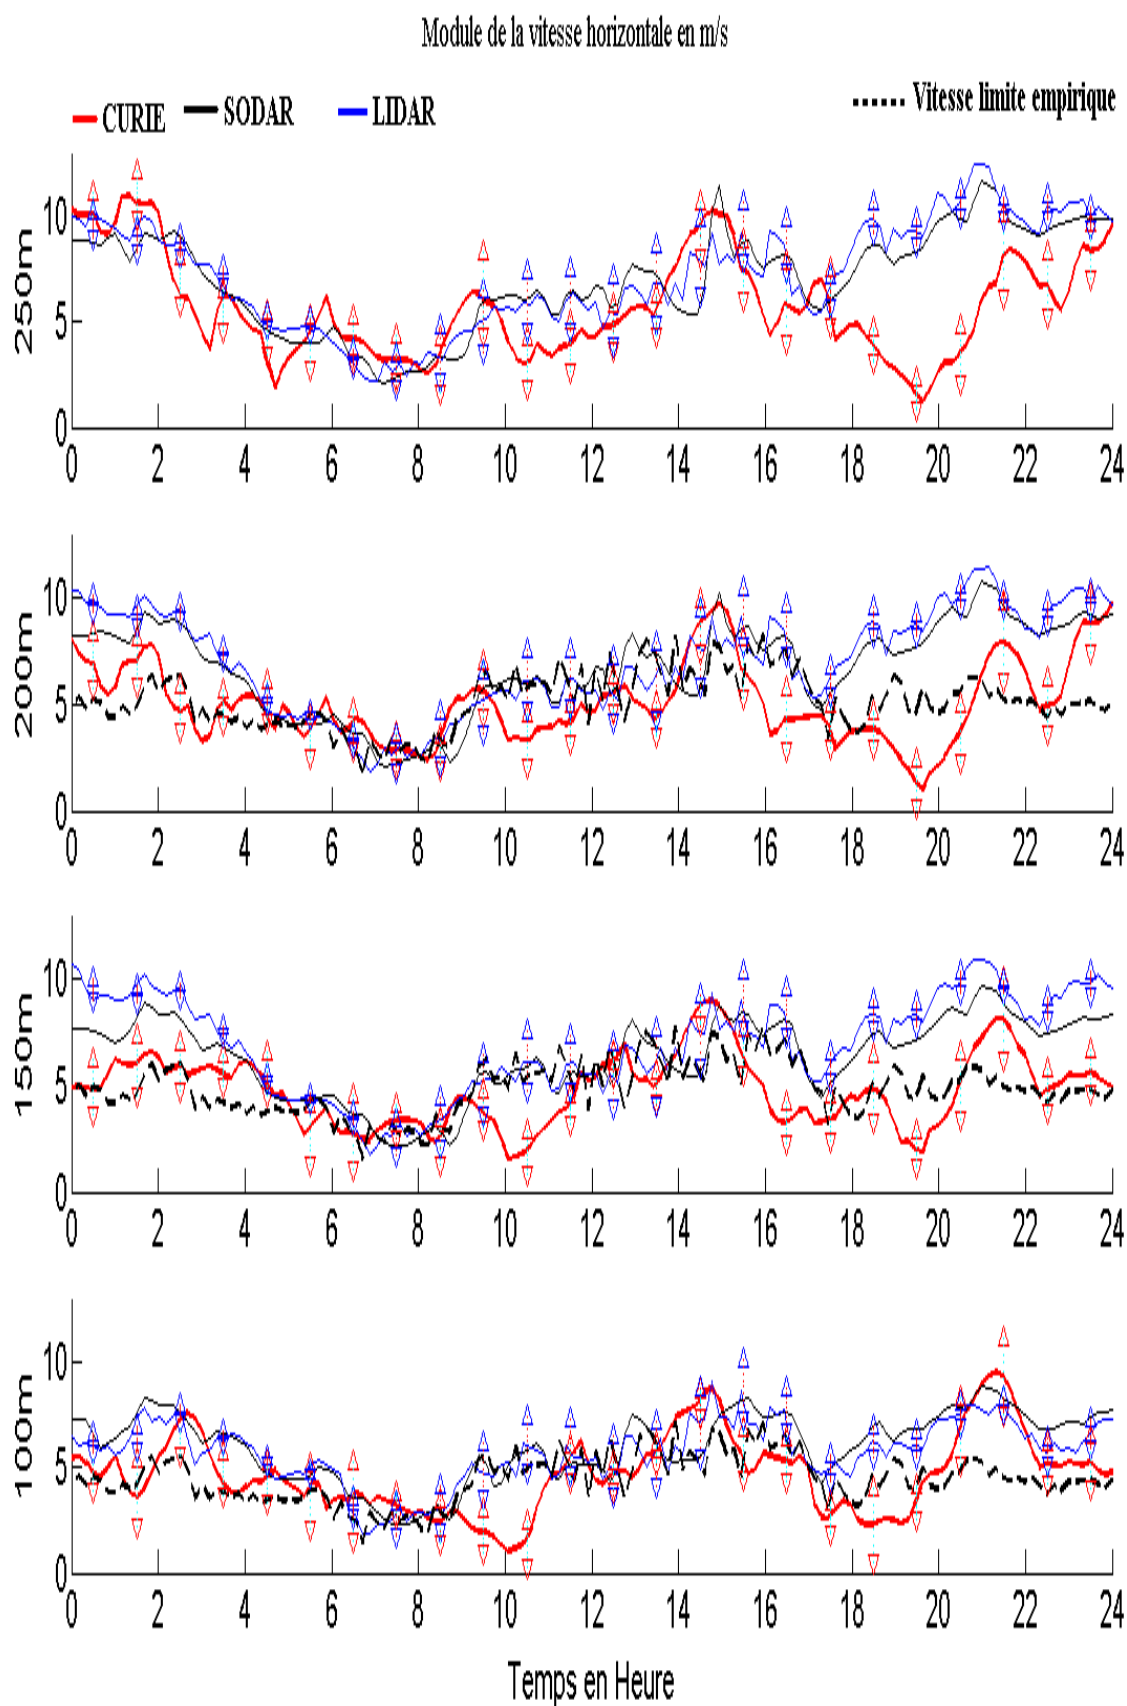 Module de la vitesse horizontale en m/s
CURIE SODAR LIDAR Vitesse limite empirique
250m
10
5
0
0 2 4 6 8 10 12 14 16 18 20 22 24
200m
10
5
0
0 2 4 6 8 10 12 14 16 18 20 22 24
150m
10
5
0
0 2 4 6 8 10 12 14 16 18 20 22 24
100m
10
5
0
0 2 4 6 8 10 12 14 16 18 20 22 24
Temps en Heure